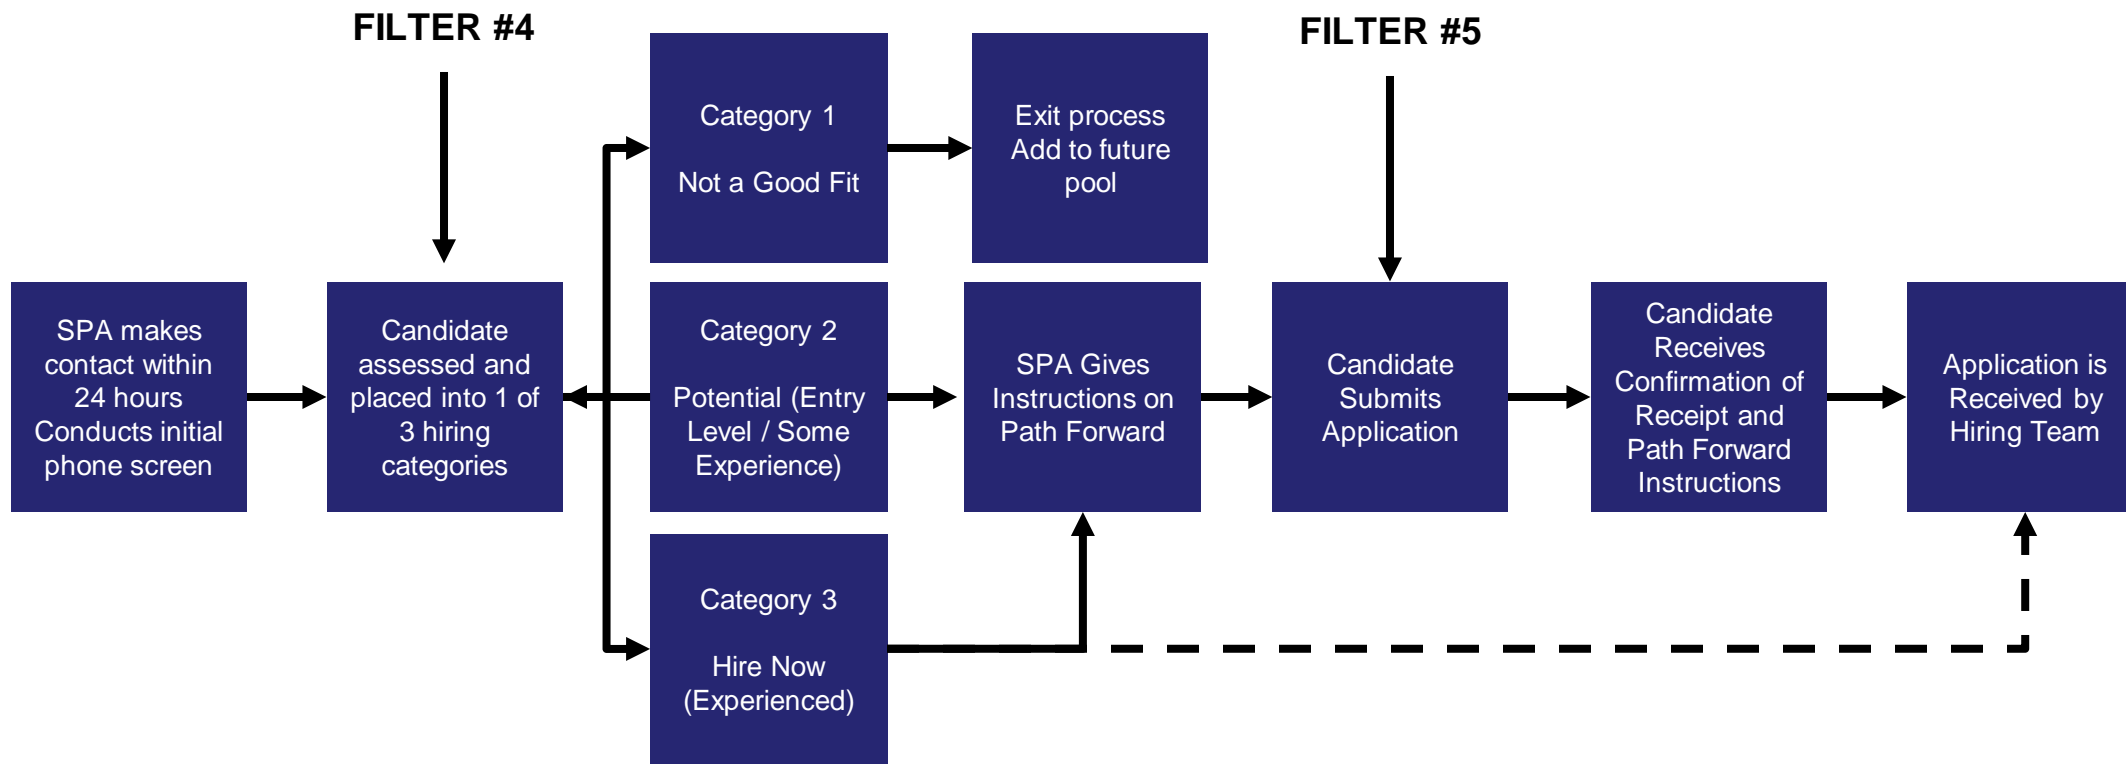 FILTER #4
FILTER #5
Category 1
Not a Good Fit
Exit process
Add to future
pool
SPA makes
contact within
24 hours
Conducts initial
phone screen
Candidate
assessed and
placed into 1 of
3 hiring
categories
Category 2
Potential (Entry
Level / Some
Experience)
SPA Gives
Instructions on
Path Forward
Candidate
Submits
Application
Candidate
Receives
Confirmation of
Receipt and
Path Forward
Instructions
Application is
Received by
Hiring Team
Category 3
Hire Now
(Experienced)